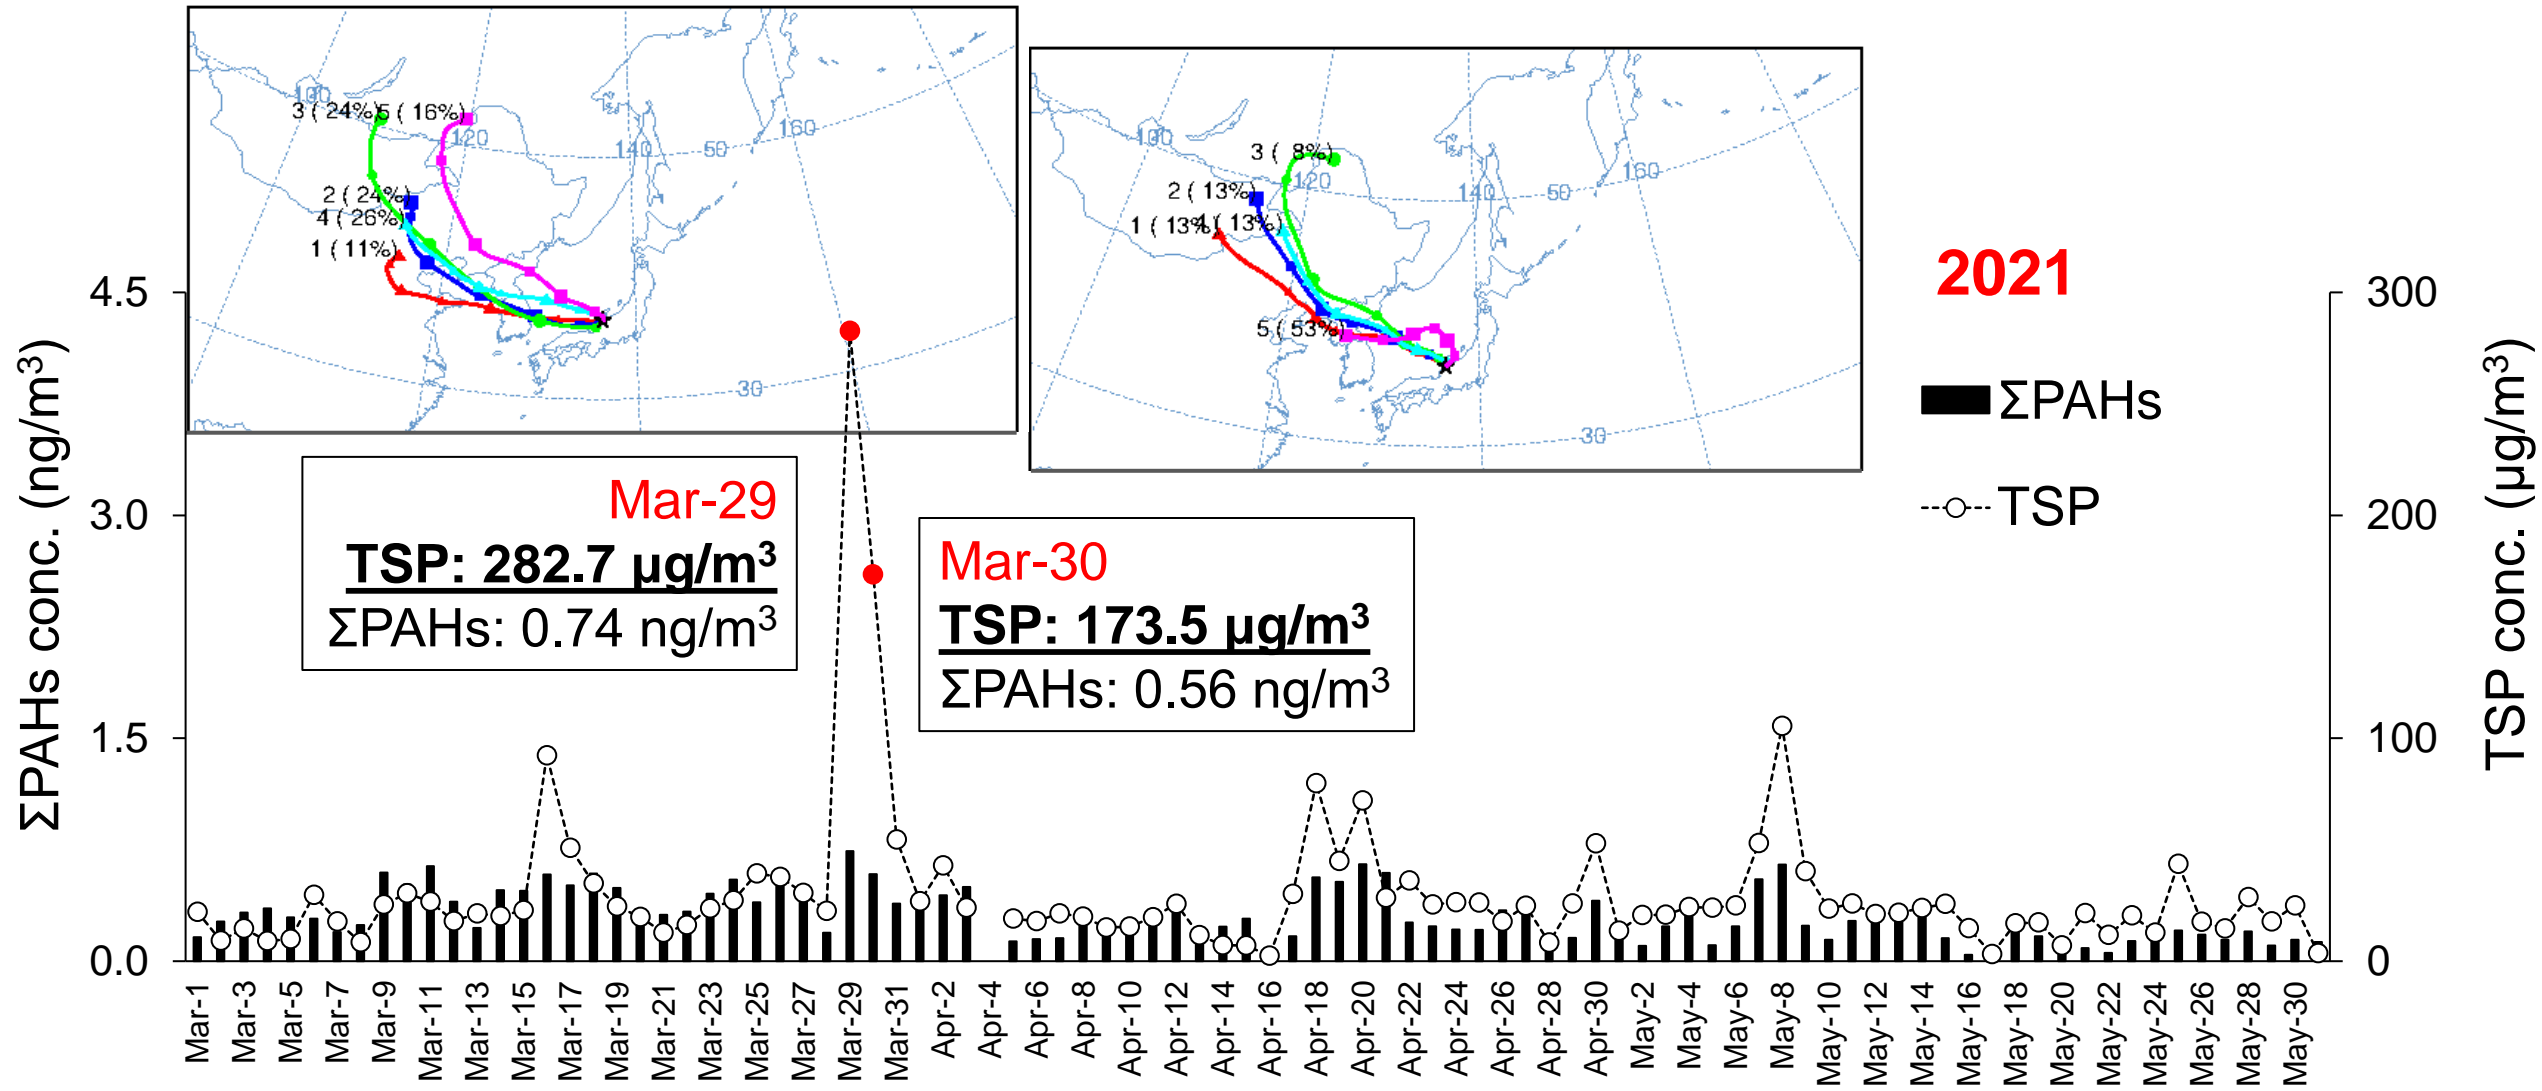 100
3 ( 24%)
5 ( 16%)
120
160
140
50
2 ( 24%)
4 ( 26%)
1 ( 11%)
30
100
3 ( 8%)
120
160
140
50
2 ( 13%)
1 ( 13%)
4 ( 13%)
5 ( 53%)
30
2021
ΣPAHs
TSP
Mar-29
TSP: 282.7 µg/m³
ΣPAHs: 0.74 ng/m³
Mar-30
TSP: 173.5 µg/m³
ΣPAHs: 0.56 ng/m³
ΣPAHs conc. (ng/m³)
4.5
3.0
1.5
0.0
TSP conc. (µg/m³)
300
200
100
0
Mar-1
Mar-3
Mar-5
Mar-7
Mar-9
Mar-11
Mar-13
Mar-15
Mar-17
Mar-19
Mar-21
Mar-23
Mar-25
Mar-27
Mar-29
Mar-31
Apr-2
Apr-4
Apr-6
Apr-8
Apr-10
Apr-12
Apr-14
Apr-16
Apr-18
Apr-20
Apr-22
Apr-24
Apr-26
Apr-28
Apr-30
May-2
May-4
May-6
May-8
May-10
May-12
May-14
May-16
May-18
May-20
May-22
May-24
May-26
May-28
May-30